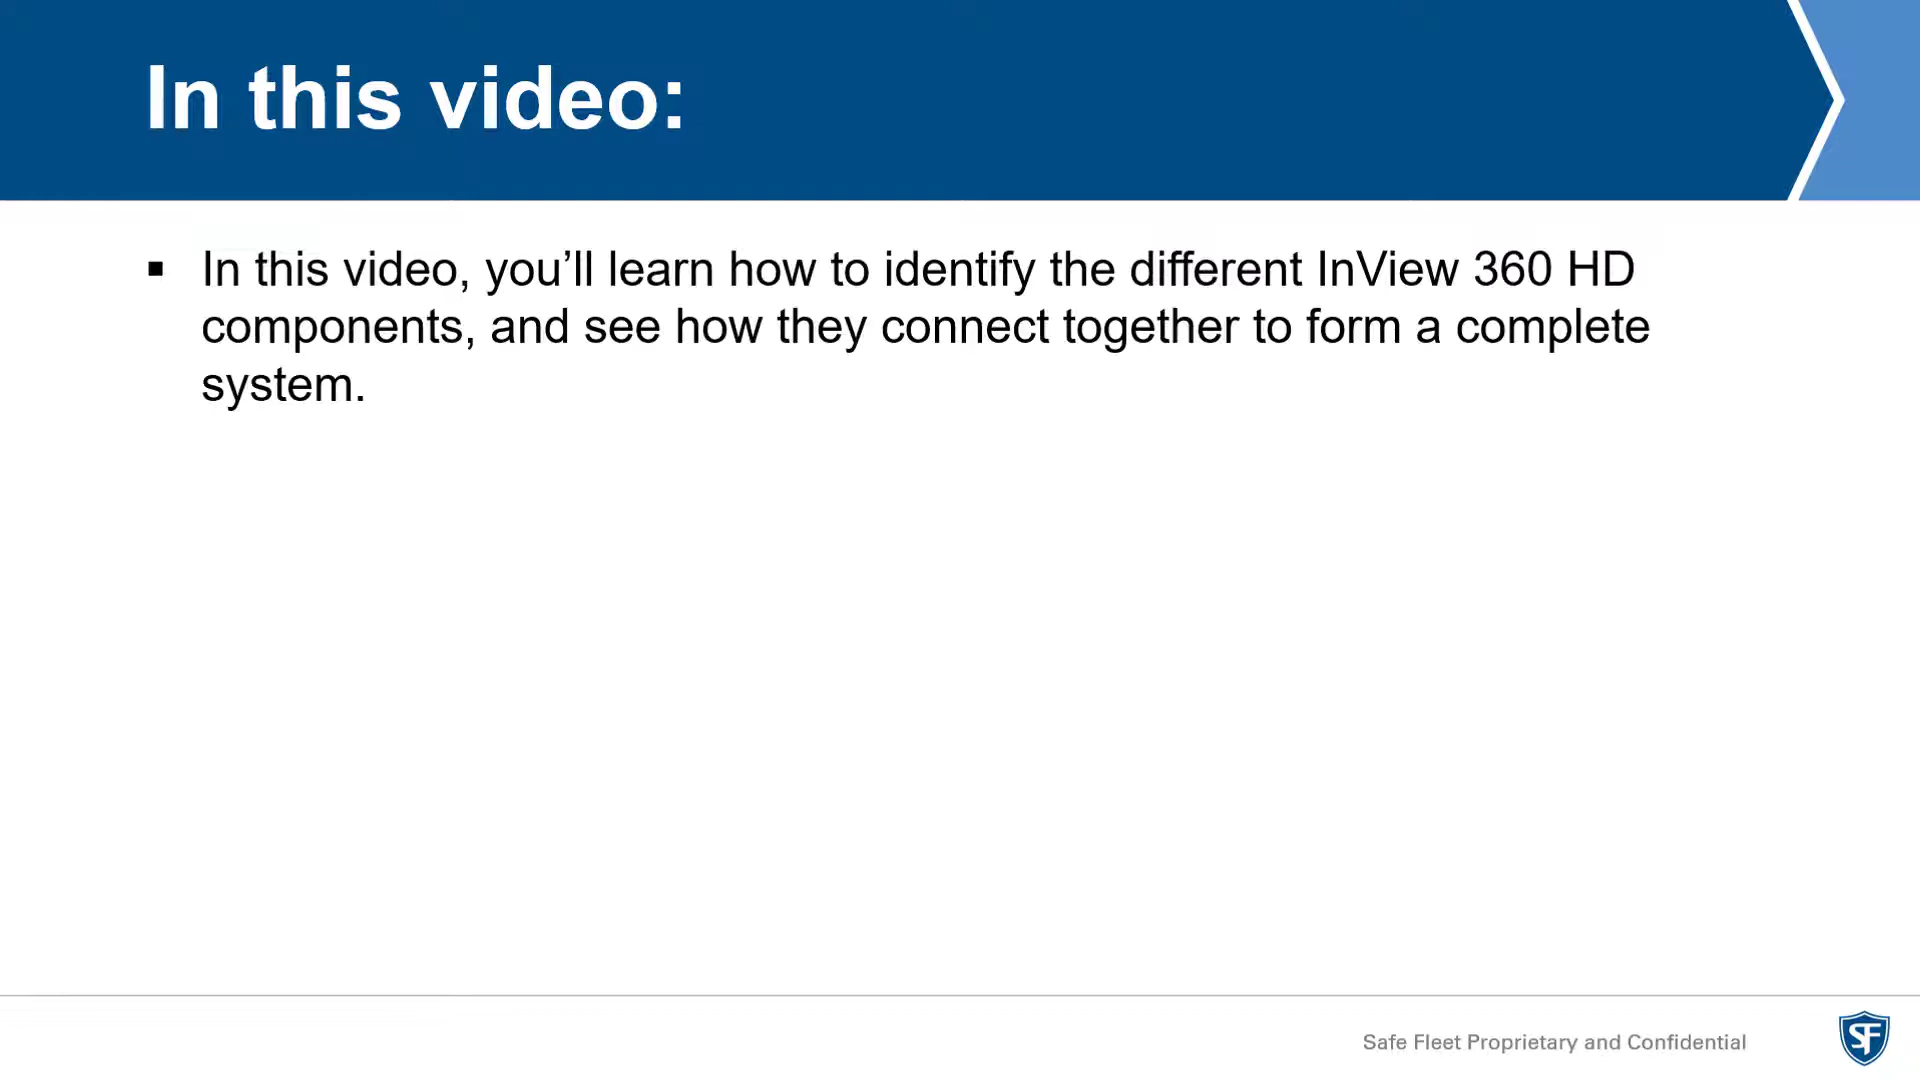 In this video:
▪ In this video, you’ll learn how to identify the different InView 360 HD
components, and see how they connect together to form a complete
system.
Safe Fleet Proprietary and Confidential
SF